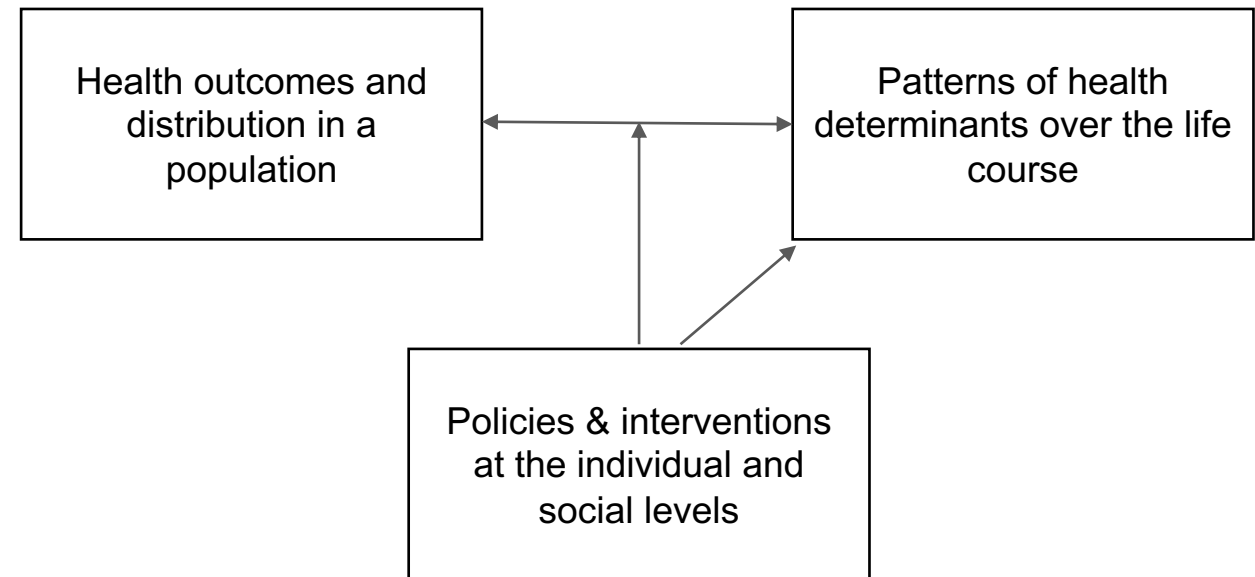 Health outcomes and
distribution in a
population
Patterns of health
determinants over the life
course
Policies & interventions
at the individual and
social levels